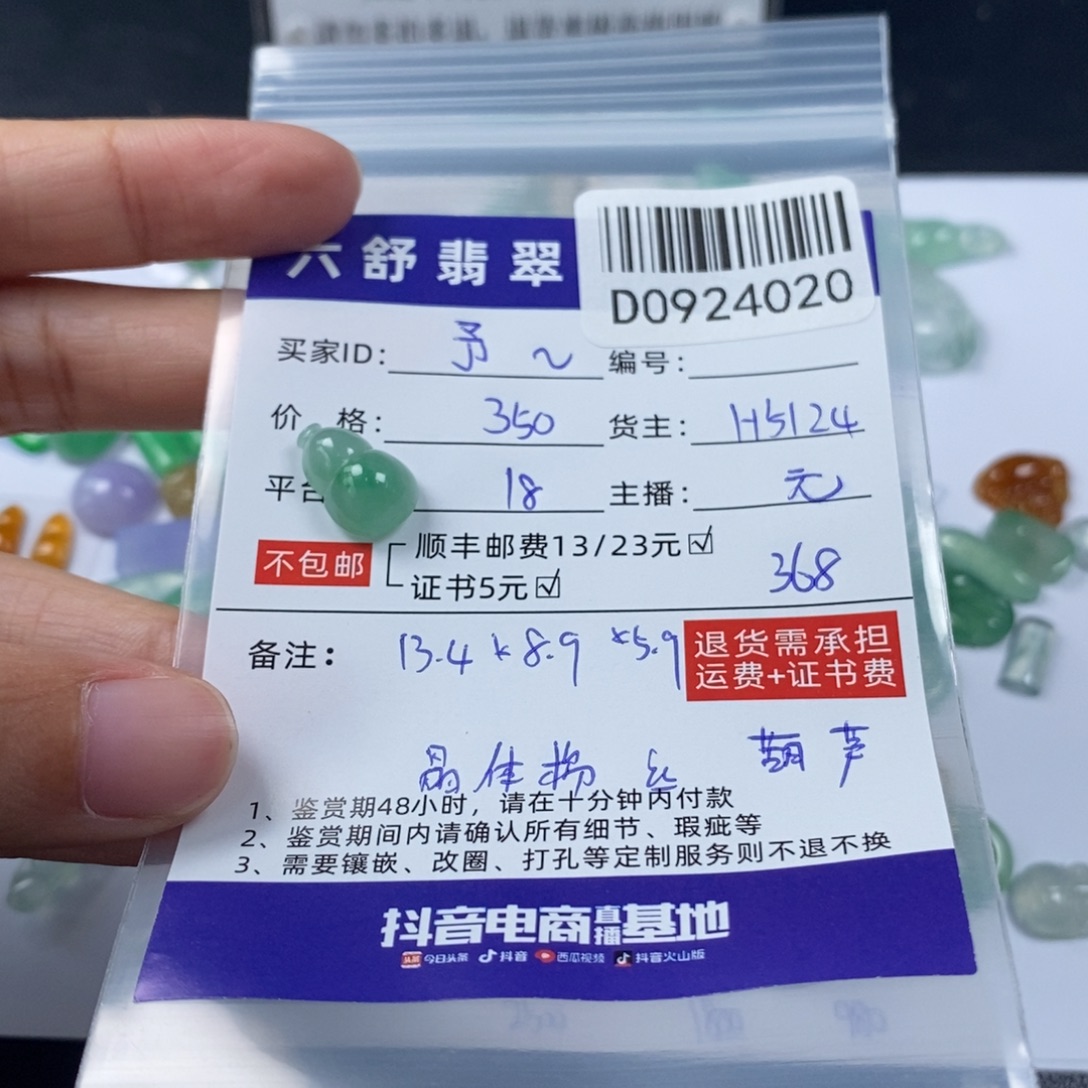 六舒翡翠
D0924020
买家ID: 予~ 编号:
价 格: 350 货主: H5124
平台 18 主播: 元
不包邮 顺丰邮费13/23元☑
证书5元☑ 368
备注: 13.4*8.9*5.9 退货需承担
运费+证书费
晶体杨 葫芦
1、鉴赏期48小时，请在十分钟内付款
2、鉴赏期间内请确认所有细节、瑕疵等
3、需要镶嵌、改圈、打孔等定制服务则不退不换
抖音电商直播基地
头条 今日头条 抖音 西瓜视频 抖音火山版